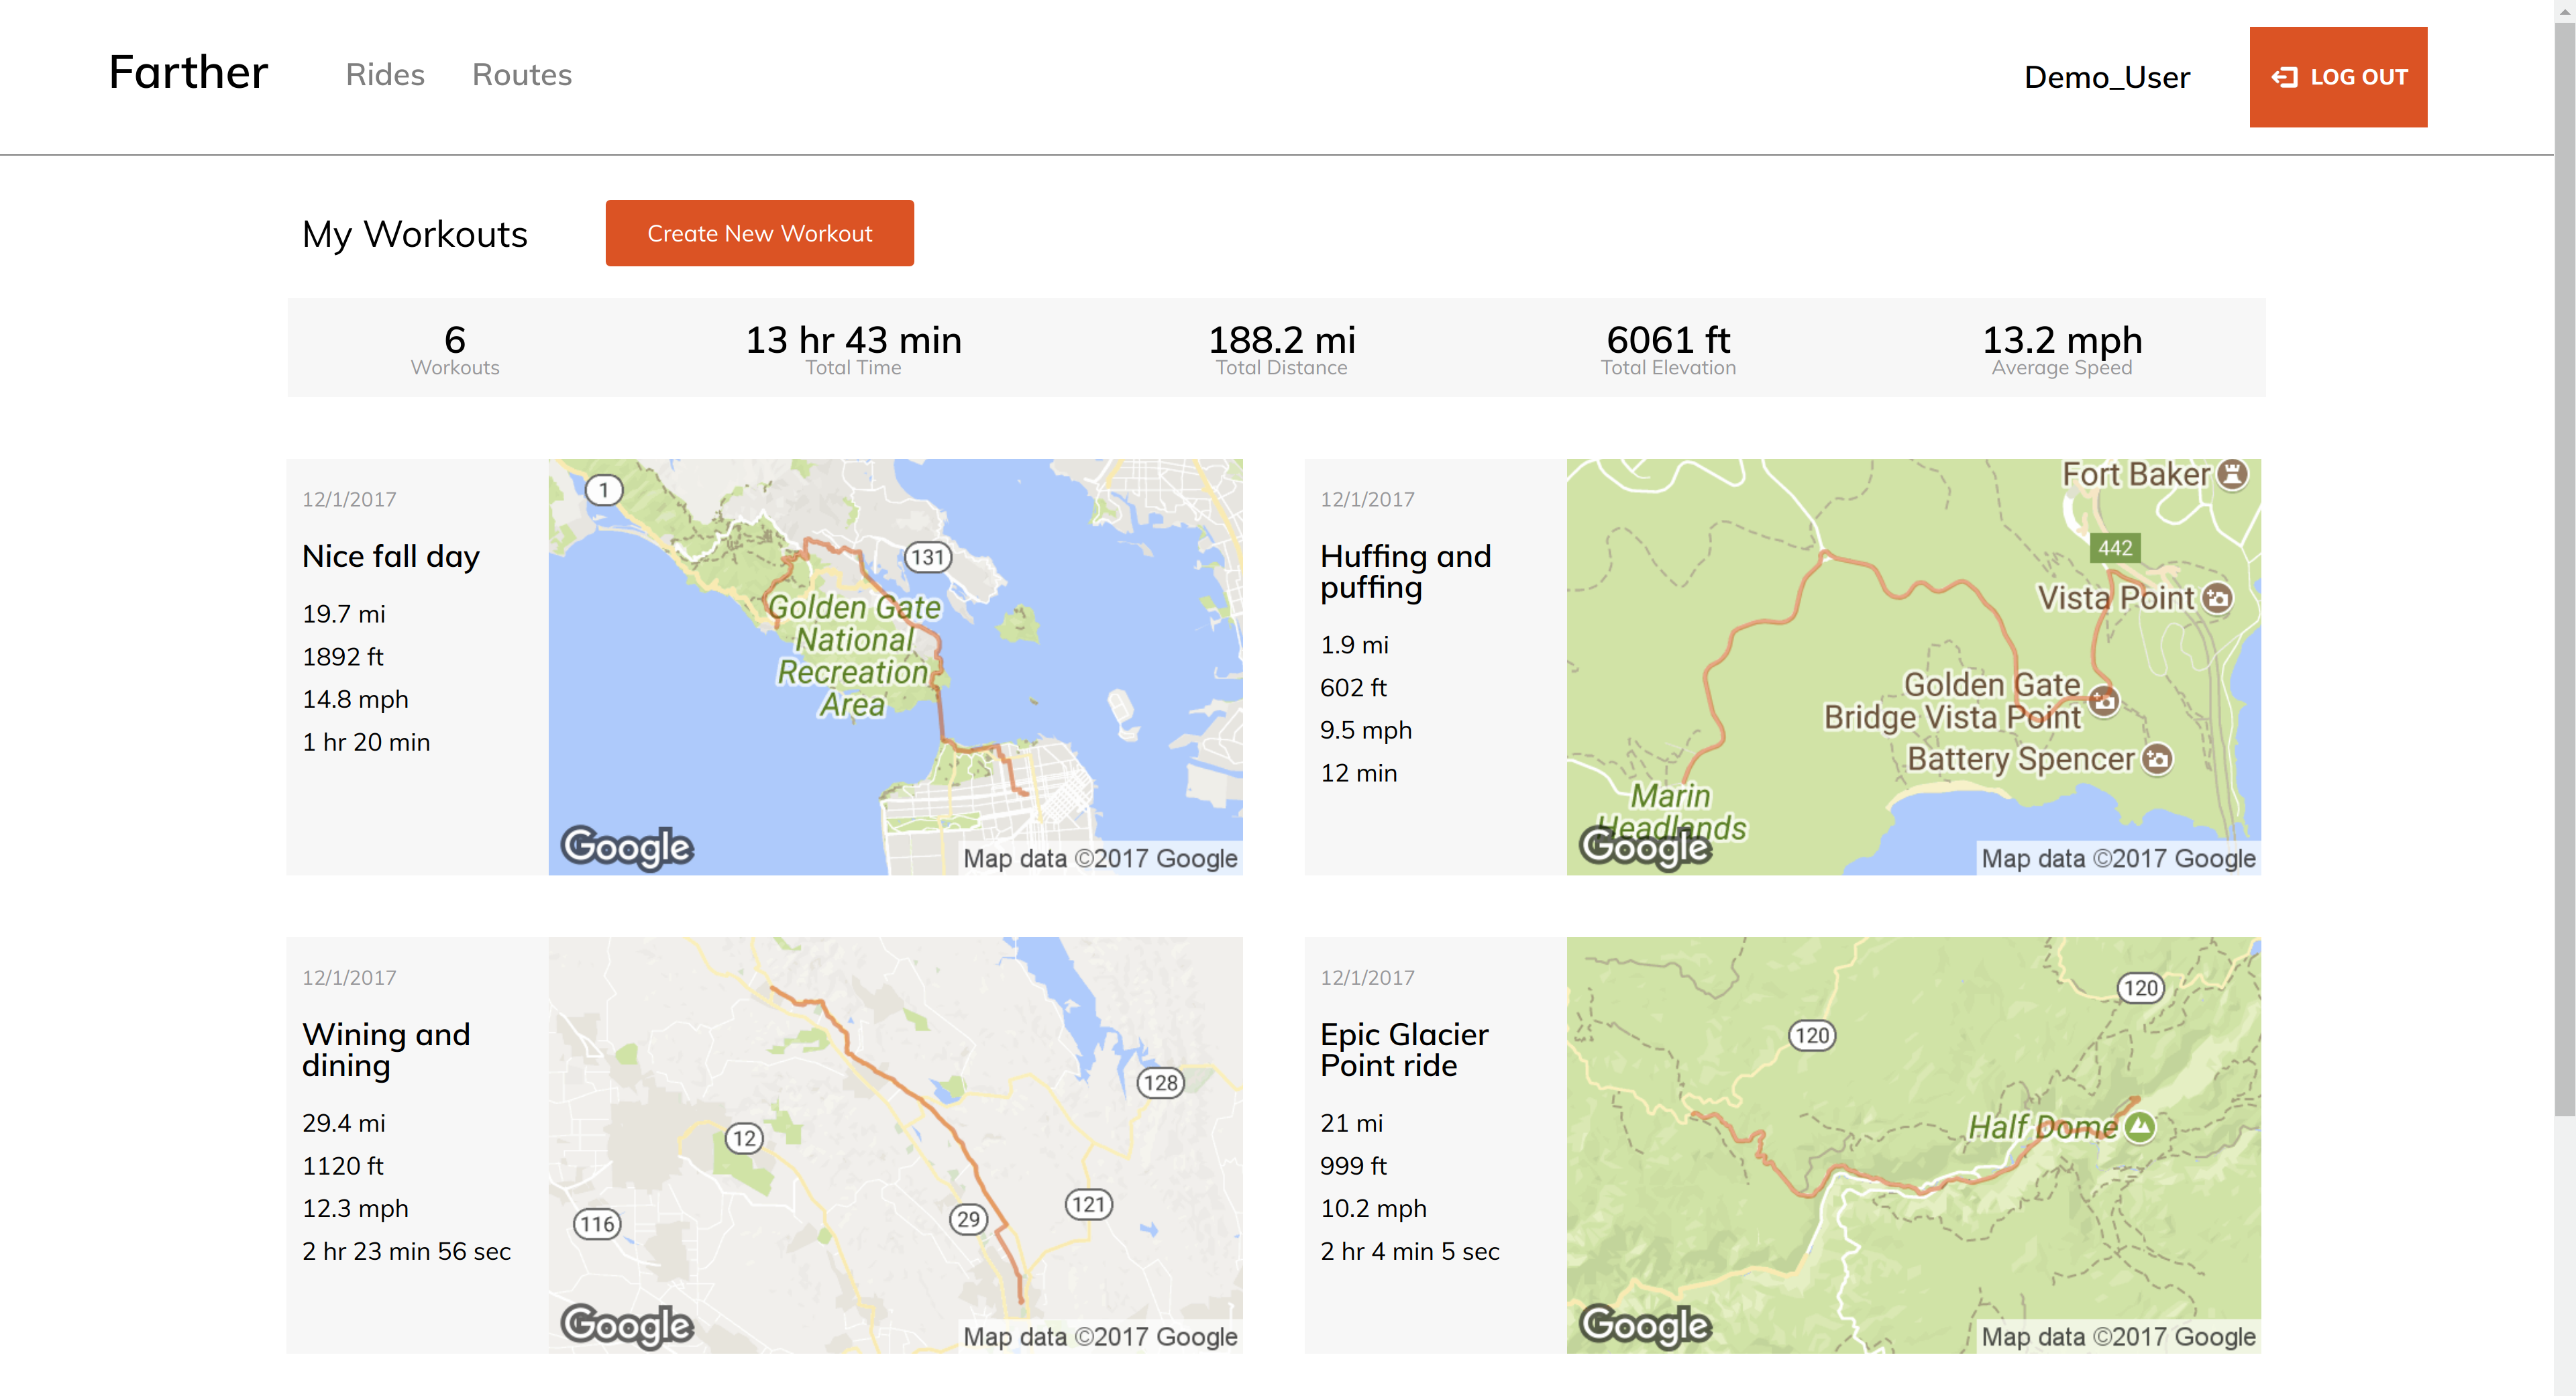 Farther
Rides
Routes
Demo_User
LOG OUT
My Workouts
Create New Workout
6
Workouts
13 hr 43 min
Total Time
188.2 mi
Total Distance
6061 ft
Total Elevation
13.2 mph
Average Speed
12/1/2017
Nice fall day
19.7 mi
1892 ft
14.8 mph
1 hr 20 min
1
131
Golden Gate
National
Recreation
Area
Google
Map data ©2017 Google
12/1/2017
Huffing and
puffing
1.9 mi
602 ft
9.5 mph
12 min
Fort Baker
442
Vista Point
Golden Gate
Bridge Vista Point
Battery Spencer
Marin
Headlands
Google
Map data ©2017 Google
12/1/2017
Wining and
dining
29.4 mi
1120 ft
12.3 mph
2 hr 23 min 56 sec
128
12
121
29
116
Google
Map data ©2017 Google
12/1/2017
Epic Glacier
Point ride
21 mi
999 ft
10.2 mph
2 hr 4 min 5 sec
120
120
Half Dome
Google
Map data ©2017 Google